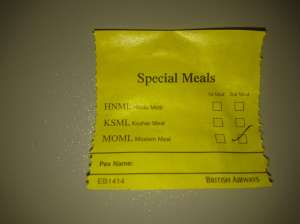 Special Meals
1st Meal 2nd Meal
HNML Hindu Meal
KSML Kosher Meal
MOML Moslem Meal
Pax Name:
EB1414 BRITISH AIRWAYS